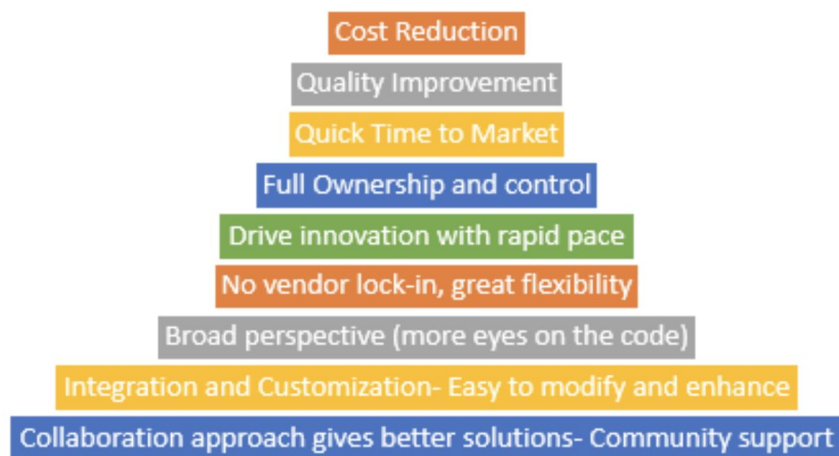 Cost Reduction
Quality Improvement
Quick Time to Market
Full Ownership and control
Drive innovation with rapid pace
No vendor lock-in, great flexibility
Broad perspective (more eyes on the code)
Integration and Customization- Easy to modify and enhance
Collaboration approach gives better solutions- Community support